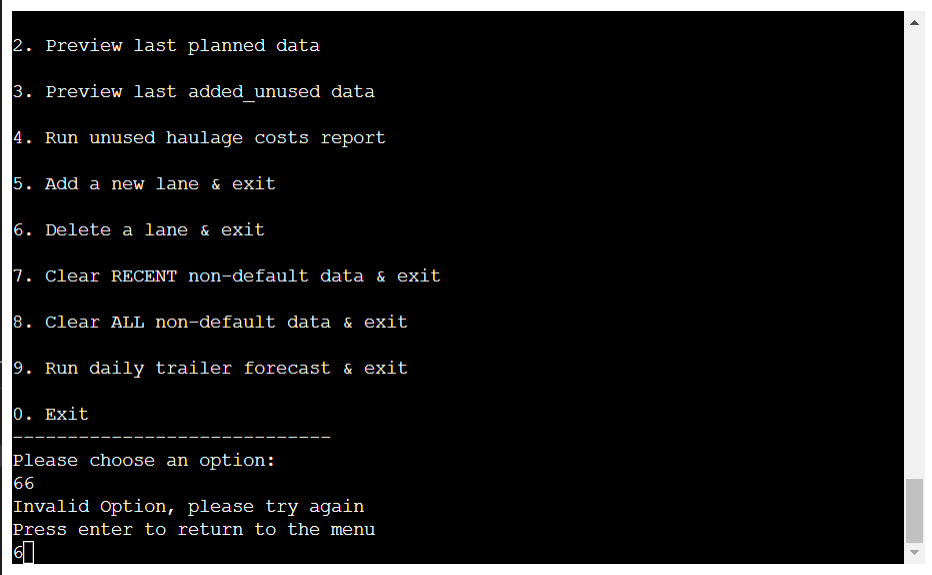 2. Preview last planned data
3. Preview last added_unused data
4. Run unused haulage costs report
5. Add a new lane & exit
6. Delete a lane & exit
7. Clear RECENT non-default data & exit
8. Clear ALL non-default data & exit
9. Run daily trailer forecast & exit
0. Exit
-----------------------------
Please choose an option:
66
Invalid Option, please try again
Press enter to return to the menu
6